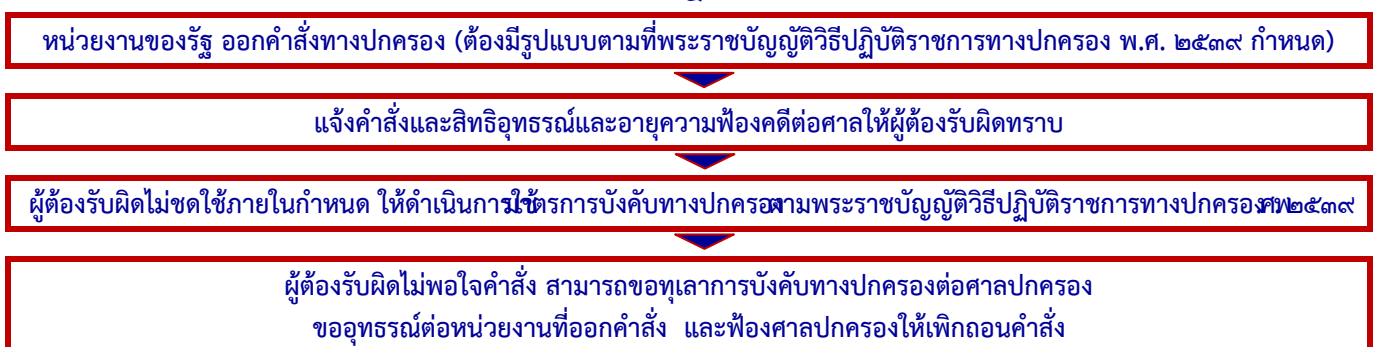 หน่วยงานของรัฐ ออกคำสั่งทางปกครอง (ต้องมีรูปแบบตามที่พระราชบัญญัติวิธีปฏิบัติราชการทางปกครอง พ.ศ. ๒๕๓๙ กำหนด)
แจ้งคำสั่งและสิทธิอุทธรณ์และอายุความฟ้องคดีต่อศาลให้ผู้ต้องรับผิดทราบ
ผู้ต้องรับผิดไม่ชดใช้ภายในกำหนด ให้ดำเนินการใช้มาตรการบังคับทางปกครองตามพระราชบัญญัติวิธีปฏิบัติราชการทางปกครอง พ.ศ. ๒๕๓๙
ผู้ต้องรับผิดไม่พอใจคำสั่ง สามารถขอทุเลาการบังคับทางปกครองต่อศาลปกครอง
ขออุทธรณ์ต่อหน่วยงานที่ออกคำสั่ง และฟ้องศาลปกครองให้เพิกถอนคำสั่ง